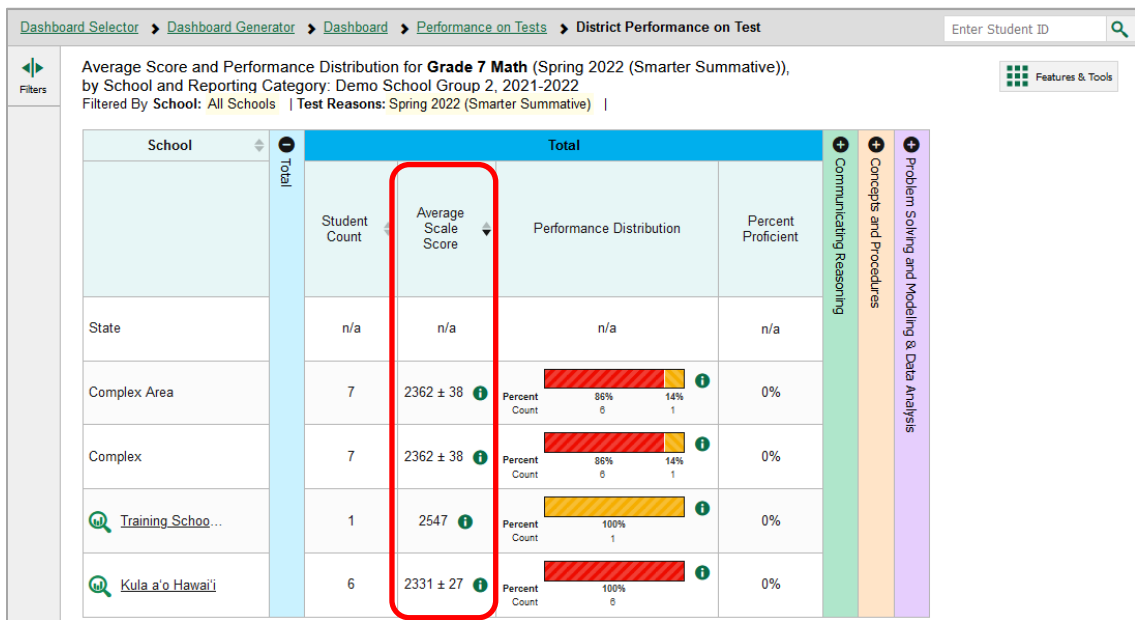 Dashboard Selector > Dashboard Generator > Dashboard > Performance on Tests > District Performance on Test
Enter Student ID
Filters
Average Score and Performance Distribution for Grade 7 Math (Spring 2022 (Smarter Summative)),
by School and Reporting Category: Demo School Group 2, 2021-2022
Filtered By School: All Schools | Test Reasons: Spring 2022 (Smarter Summative) |
Features & Tools
School
Total
Total
Communicating Reasoning
Concepts and Procedures
Problem Solving and Modeling & Data Analysis
Student
Count
Average
Scale
Score
Performance Distribution
Percent
Proficient
State n/a n/a n/a n/a
Complex Area 7 2362 ± 38 0%
Percent 86% 14%
Count 6 1
Complex 7 2362 ± 38 0%
Percent 86% 14%
Count 6 1
Training Schoo... 1 2547 0%
Percent 100%
Count 1
Kula aʻo Hawaiʻi 6 2331 ± 27 0%
Percent 100%
Count 6